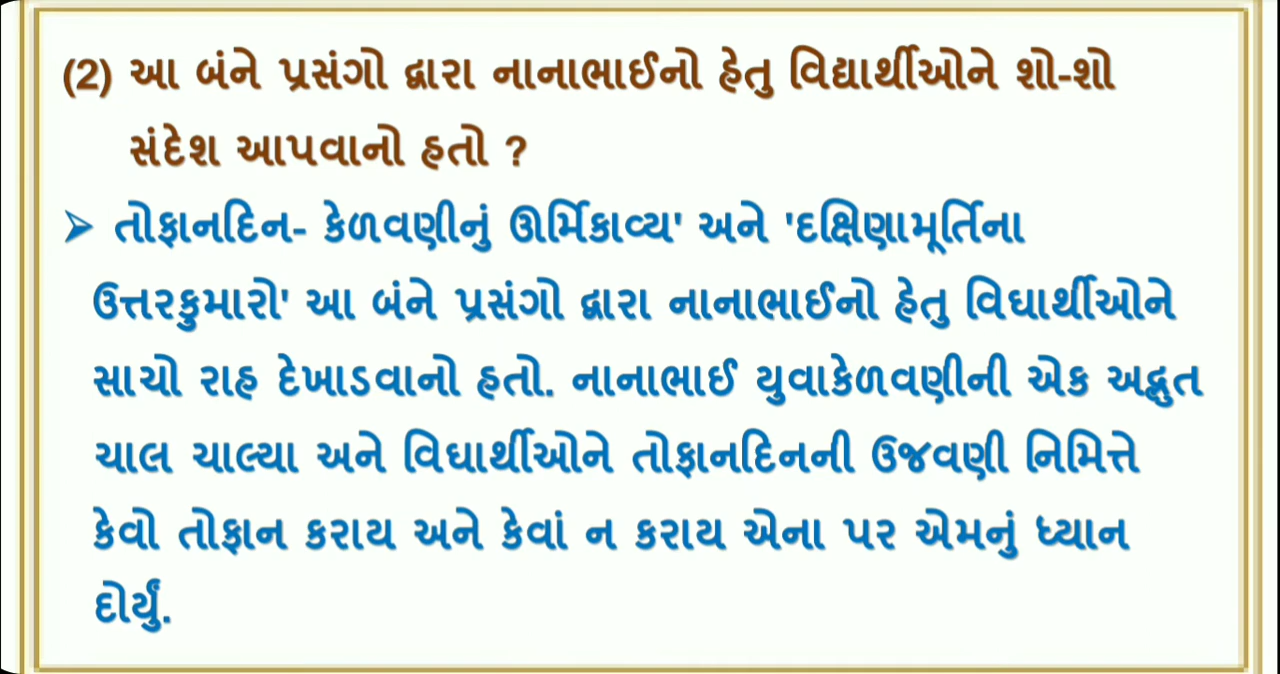 (2) આ બંને પ્રસંગો દ્વારા નાનાભાઈનો હેતુ વિદ્યાર્થીઓને શો-શો
સંદેશ આપવાનો હતો ?
➢ તોફાનદિન- કેળવણીનું ઊર્મિકાવ્ય' અને 'દક્ષિણામૂર્તિના
ઉત્તરકુમારો' આ બંને પ્રસંગો દ્વારા નાનાભાઈનો હેતુ વિઘાર્થીઓને
સાચો રાહ દેખાડવાનો હતો. નાનાભાઈ યુવાકેળવણીની એક અદ્ભુત
ચાલ ચાલ્યા અને વિઘાર્થીઓને તોફાનદિનની ઉજવણી નિમિત્તે
કેવો તોફાન કરાય અને કેવાં ન કરાય એના પર એમનું ધ્યાન
દોર્યું.